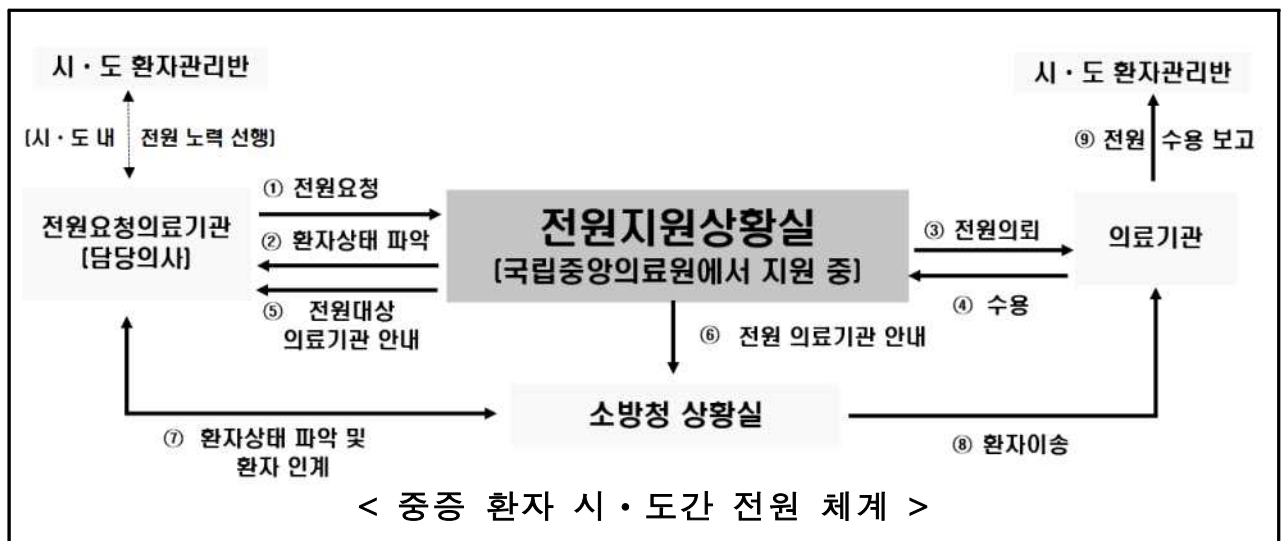 시·도 환자관리반
시·도 환자관리반
(시·도 내 전원 노력 선행)
⑨ 전원 수용 보고
① 전원요청
전원요청의료기관
(담당의사)
② 환자상태 파악
전원지원상황실
(국립중앙의료원에서 지원 중)
③ 전원의뢰
의료기관
④ 수용
⑤ 전원대상
의료기관 안내
⑥ 전원 의료기관 안내
소방청 상황실
⑦ 환자상태 파악 및
환자 인계
⑧ 환자이송
< 중증 환자 시·도간 전원 체계 >